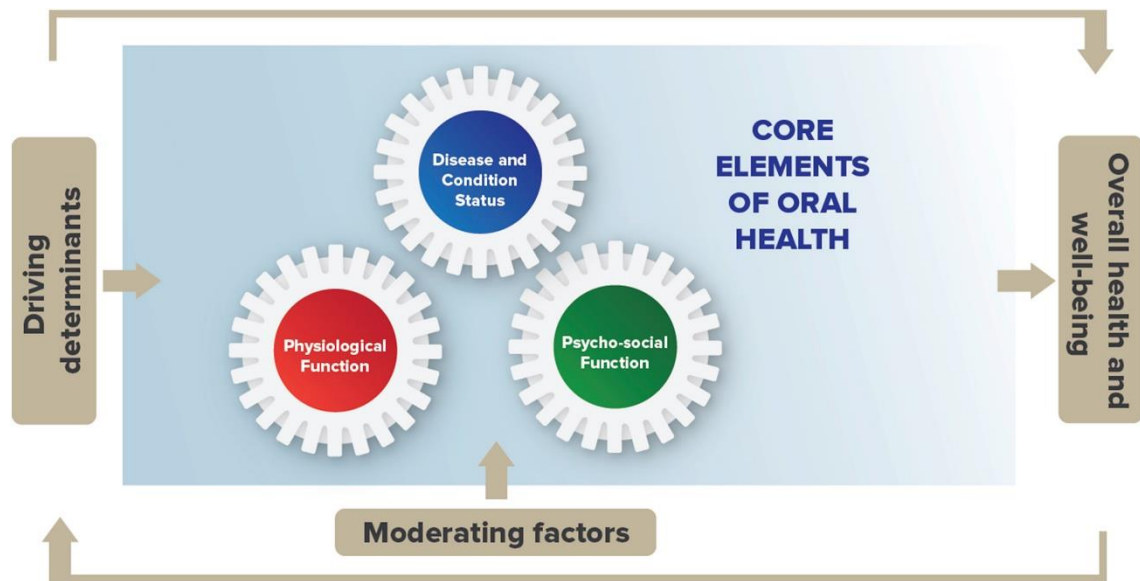 Driving
determinants
Disease and
Condition
Status
CORE
ELEMENTS
OF ORAL
HEALTH
Physiological
Function
Psycho-social
Function
Overall health and
well-being
Moderating factors